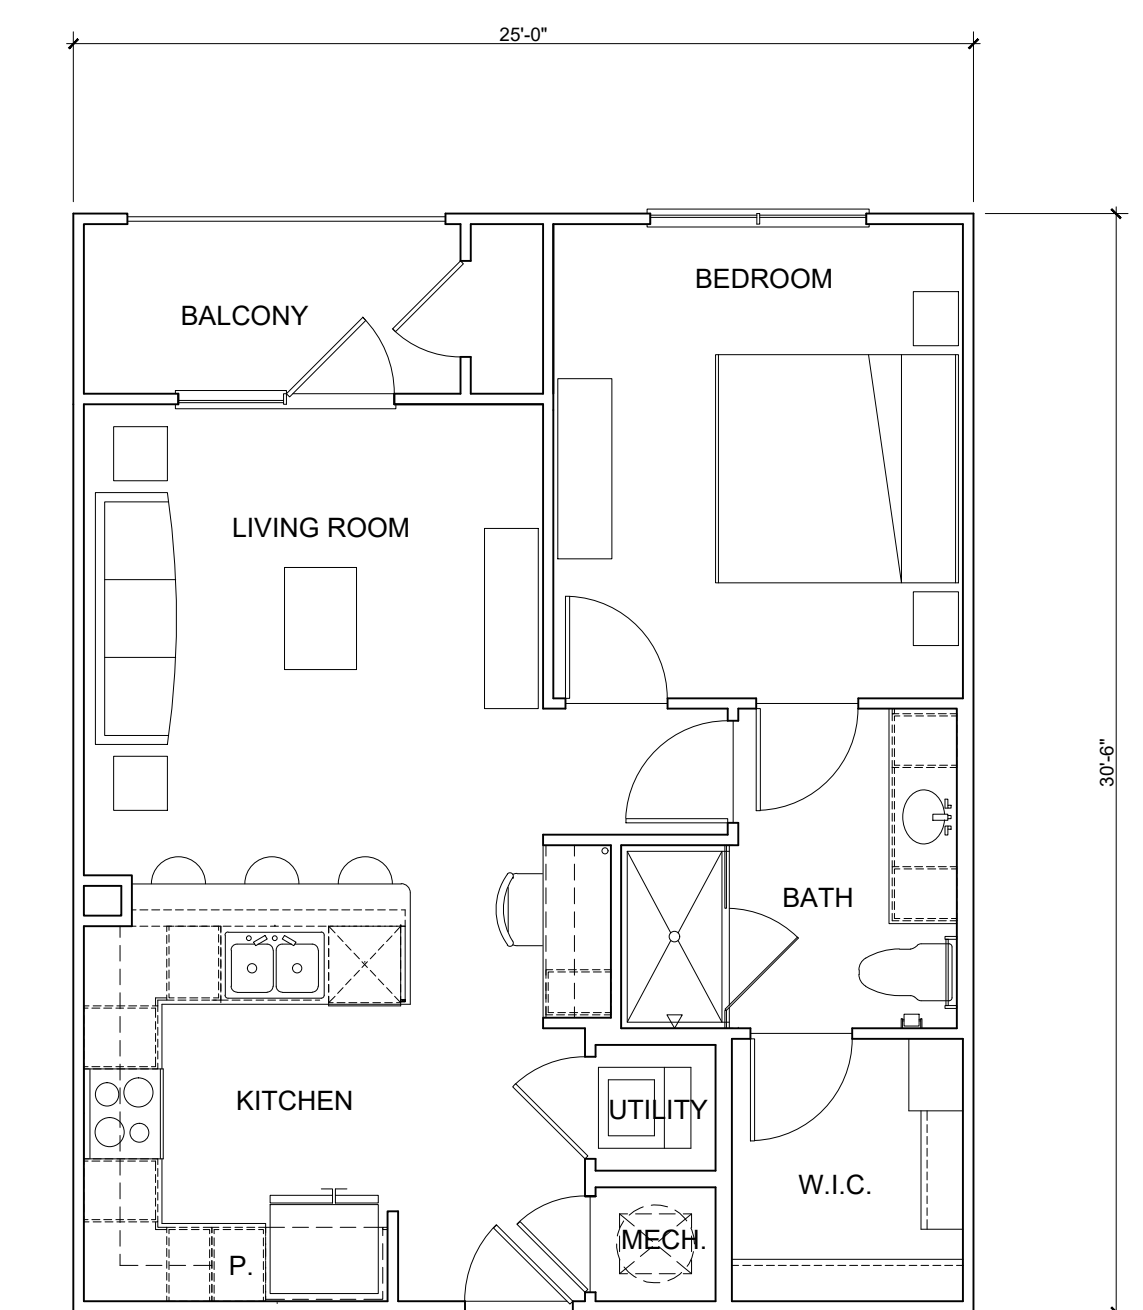 25'-0"
BEDROOM
BALCONY
LIVING ROOM
30'-6"
BATH
KITCHEN
UTILITY
W.I.C.
MECH.
P.